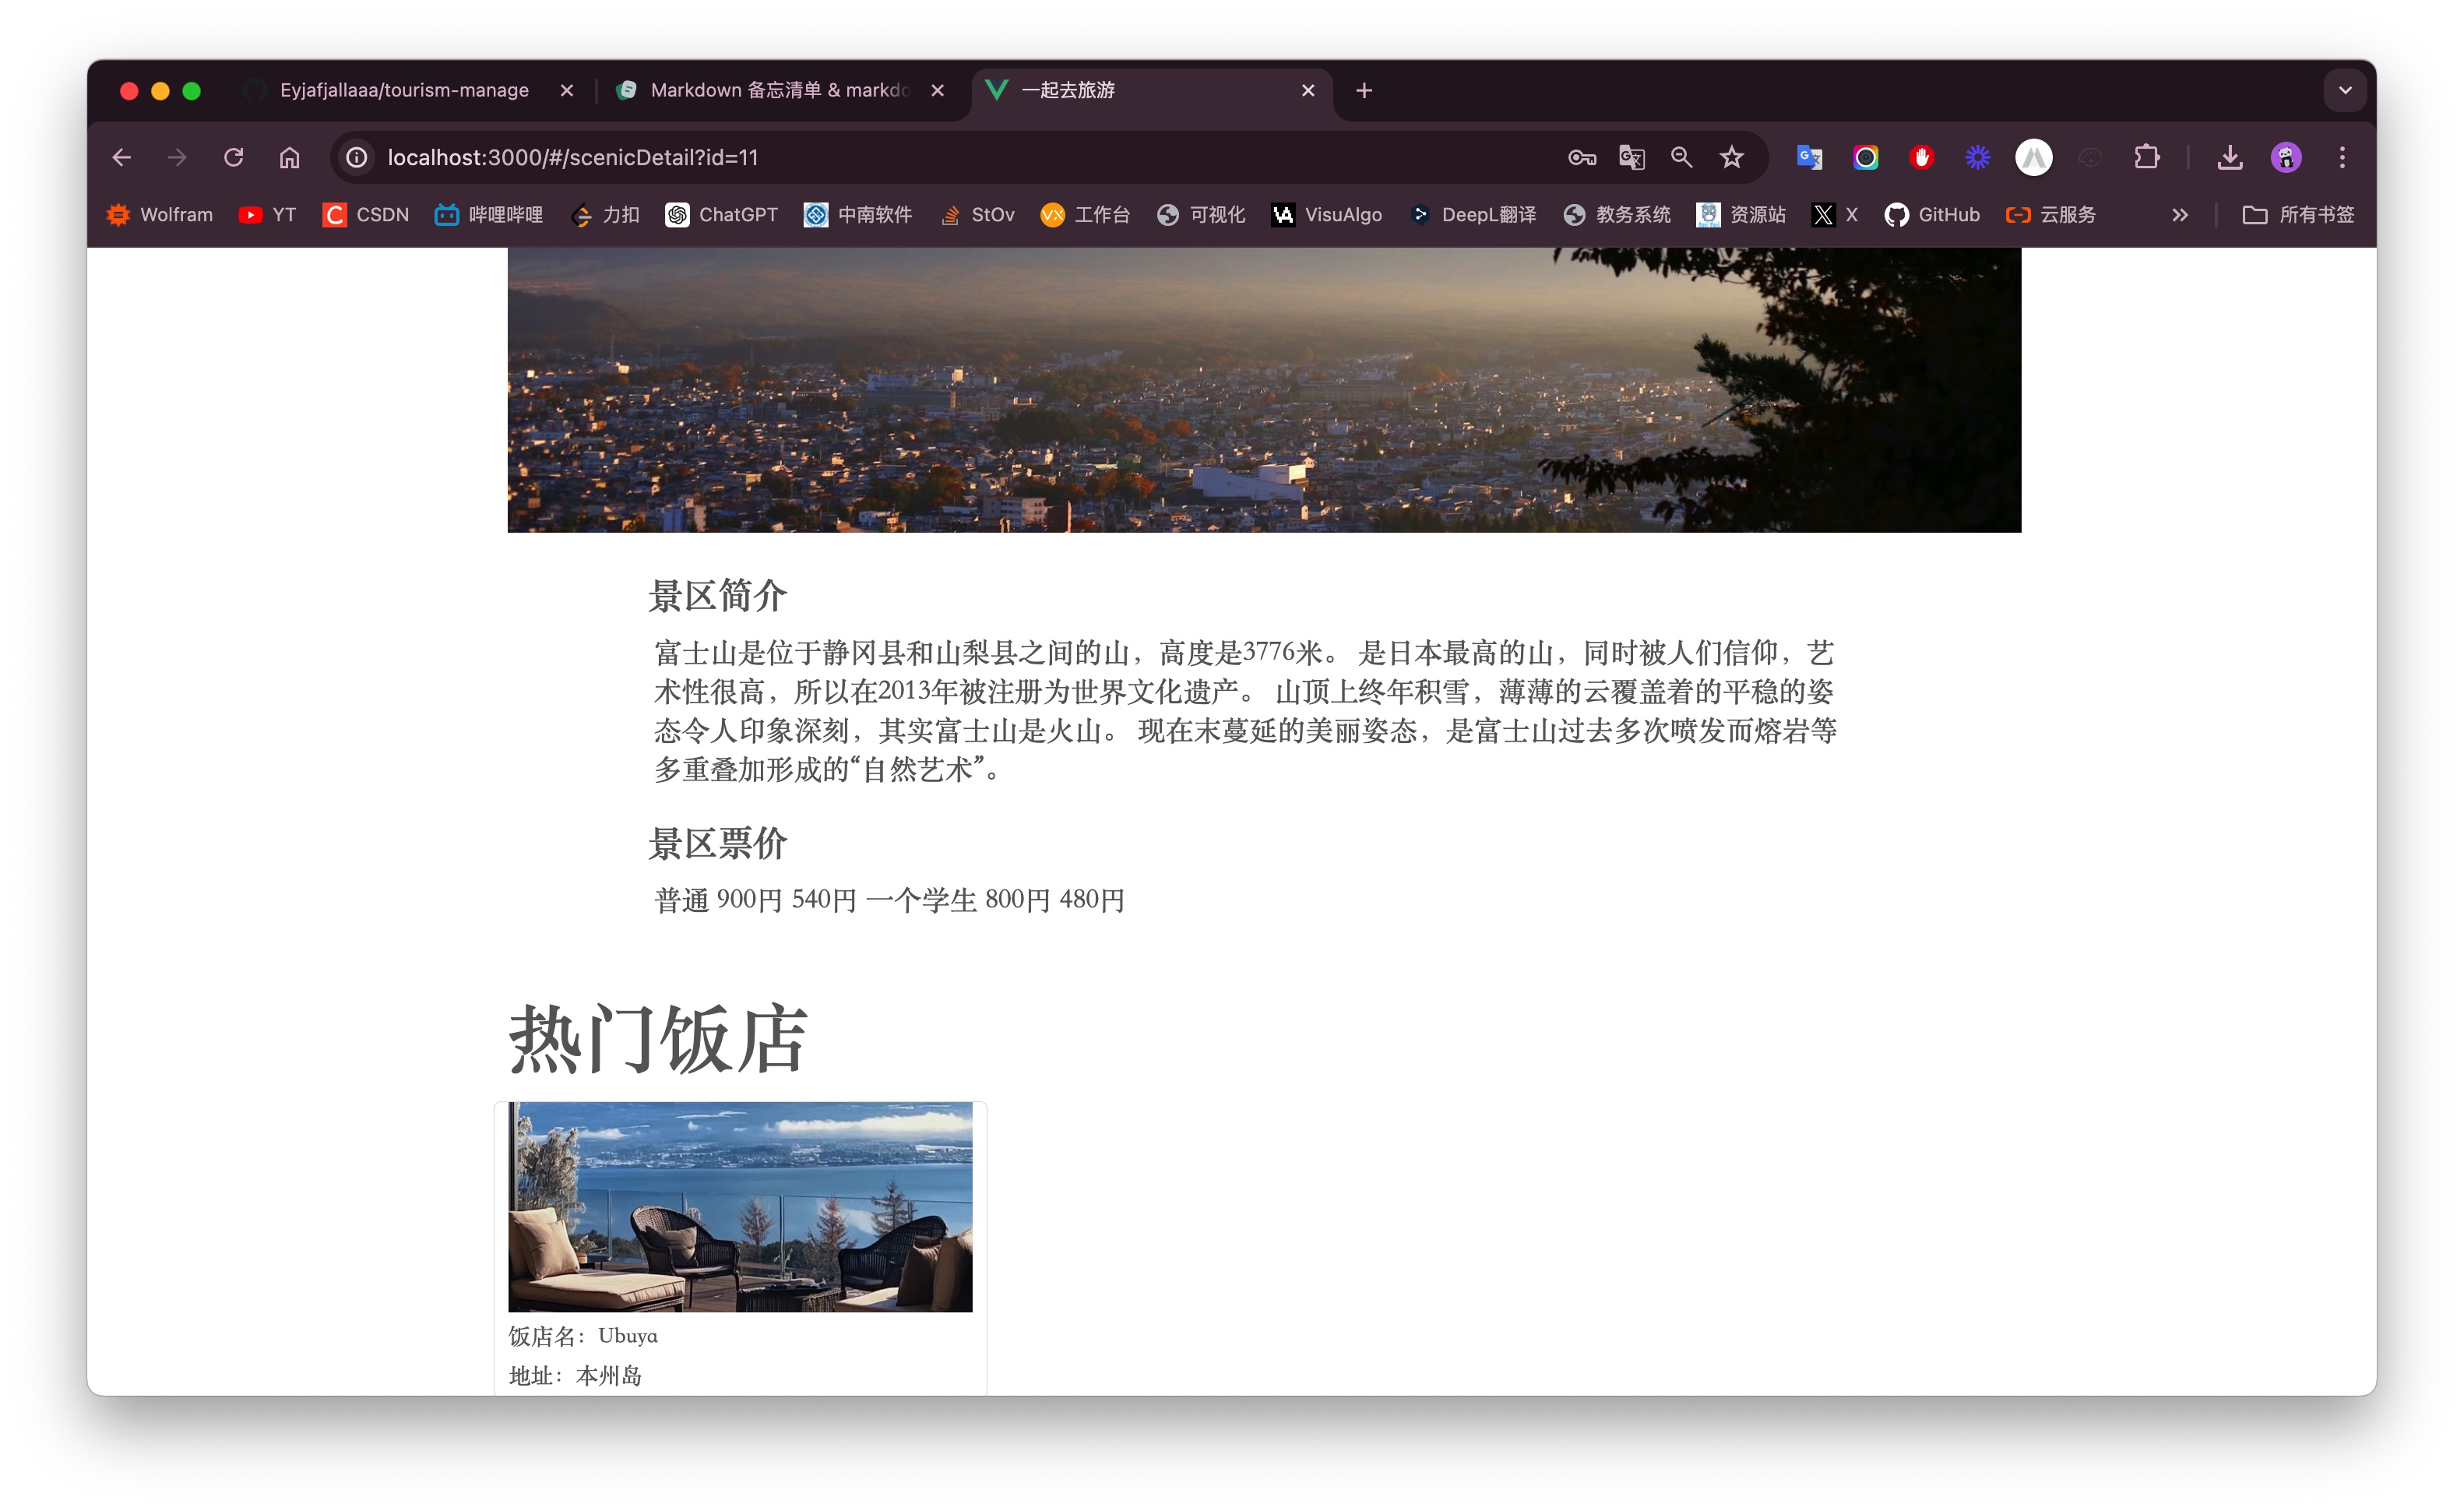 Eyjafjallaaa/tourism-manage
Markdown 备忘清单 & markdo
一起去旅游
localhost:3000/#/scenicDetail?id=11
Wolfram YT CSDN 哔哩哔哩 力扣 ChatGPT 中南软件 StOv 工作台 可视化 VisuAlgo DeepL翻译 教务系统 资源站 X GitHub 云服务 所有书签
景区简介
富士山是位于静冈县和山梨县之间的山，高度是3776米。 是日本最高的山，同时被人们信仰，艺
术性很高，所以在2013年被注册为世界文化遗产。 山顶上终年积雪，薄薄的云覆盖着的平稳的姿
态令人印象深刻，其实富士山是火山。 现在末蔓延的美丽姿态，是富士山过去多次喷发而熔岩等
多重叠加形成的“自然艺术”。
景区票价
普通 900円 540円 一个学生 800円 480円
热门饭店
饭店名：Ubuya
地址：本州岛